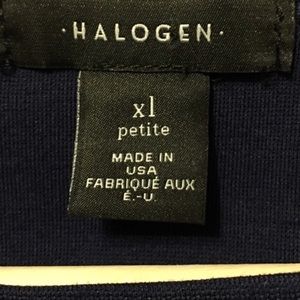 · HALOGEN ·
xl
petite
MADE IN
USA
FABRIQUÉ AUX
É.-U.